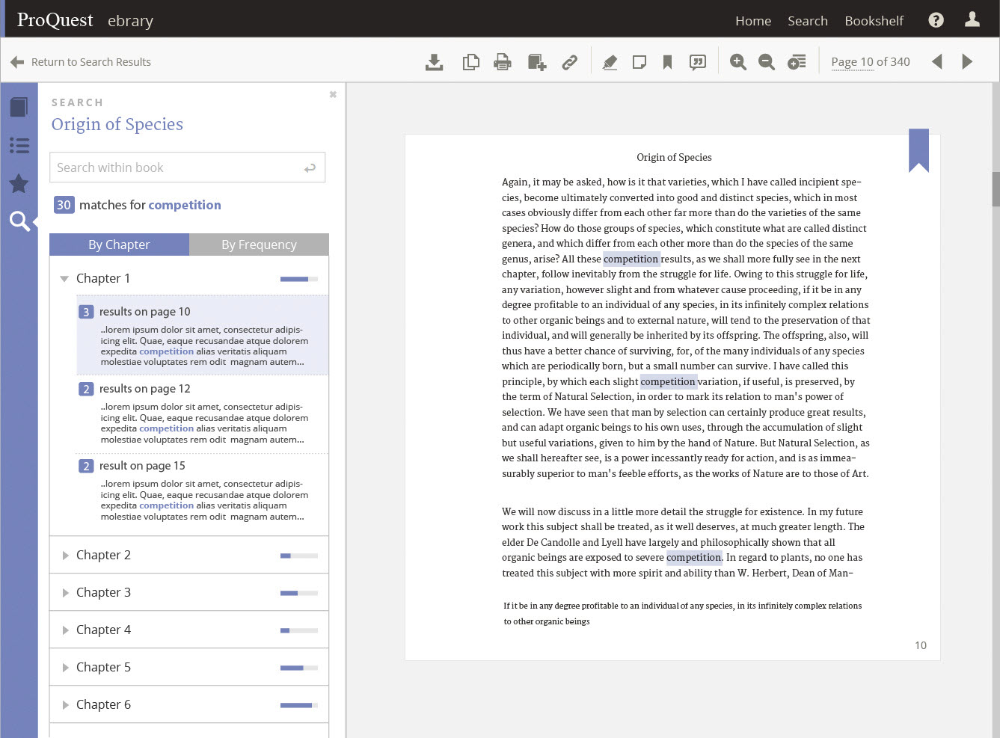 ProQuest ebrary
Home Search Bookshelf ?
Return to Search Results
Page 10 of 340
SEARCH
Origin of Species
Search within book
30 matches for competition
By Chapter By Frequency
Chapter 1
3 results on page 10
..lorem ipsum dolor sit amet, consectetur adipis-
icing elit. Quae, eaque recusandae atque dolorem
expedita competition alias veritatis aliquam
molestiae voluptates rem odit magnam autem...
2 results on page 12
..lorem ipsum dolor sit amet, consectetur adipis-
icing elit. Quae, eaque recusandae atque dolorem
expedita competition alias veritatis aliquam
molestiae voluptates rem odit magnam autem...
2 result on page 15
..lorem ipsum dolor sit amet, consectetur adipis-
icing elit. Quae, eaque recusandae atque dolorem
expedita competition alias veritatis aliquam
molestiae voluptates rem odit magnam autem...
Chapter 2
Chapter 3
Chapter 4
Chapter 5
Chapter 6
Origin of Species
Again, it may be asked, how is it that varieties, which I have called incipient spe-
cies, become ultimately converted into good and distinct species, which in most
cases obviously differ from each other far more than do the varieties of the same
species? How do those groups of species, which constitute what are called distinct
genera, and which differ from each other more than do the species of the same
genus, arise? All these competition results, as we shall more fully see in the next
chapter, follow inevitably from the struggle for life. Owing to this struggle for life,
any variation, however slight and from whatever cause proceeding, if it be in any
degree profitable to an individual of any species, in its infinitely complex relations
to other organic beings and to external nature, will tend to the preservation of that
individual, and will generally be inherited by its offspring. The offspring, also, will
thus have a better chance of surviving, for, of the many individuals of any species
which are periodically born, but a small number can survive. I have called this
principle, by which each slight competition variation, if useful, is preserved, by
the term of Natural Selection, in order to mark its relation to man's power of
selection. We have seen that man by selection can certainly produce great results,
and can adapt organic beings to his own uses, through the accumulation of slight
but useful variations, given to him by the hand of Nature. But Natural Selection, as
we shall hereafter see, is a power incessantly ready for action, and is as immea-
surably superior to man's feeble efforts, as the works of Nature are to those of Art.
We will now discuss in a little more detail the struggle for existence. In my future
work this subject shall be treated, as it well deserves, at much greater length. The
elder De Candolle and Lyell have largely and philosophically shown that all
organic beings are exposed to severe competition. In regard to plants, no one has
treated this subject with more spirit and ability than W. Herbert, Dean of Man-
If it be in any degree profitable to an individual of any species, in its infinitely complex relations
to other organic beings
10